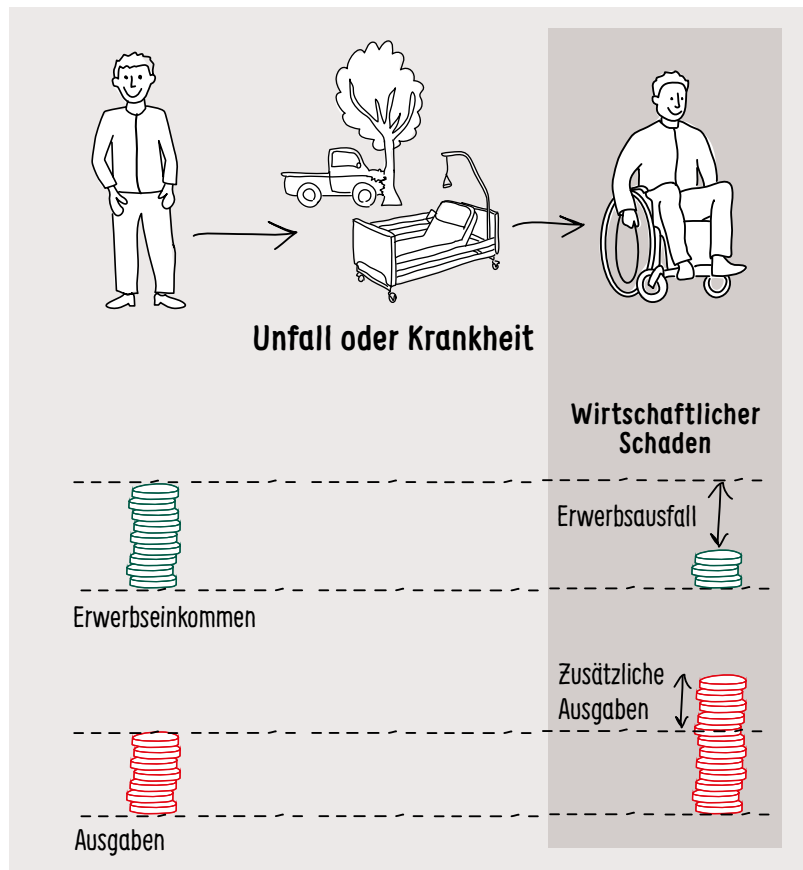 Unfall oder Krankheit
Wirtschaftlicher
Schaden
Erwerbsausfall
Erwerbseinkommen
Zusätzliche
Ausgaben
Ausgaben